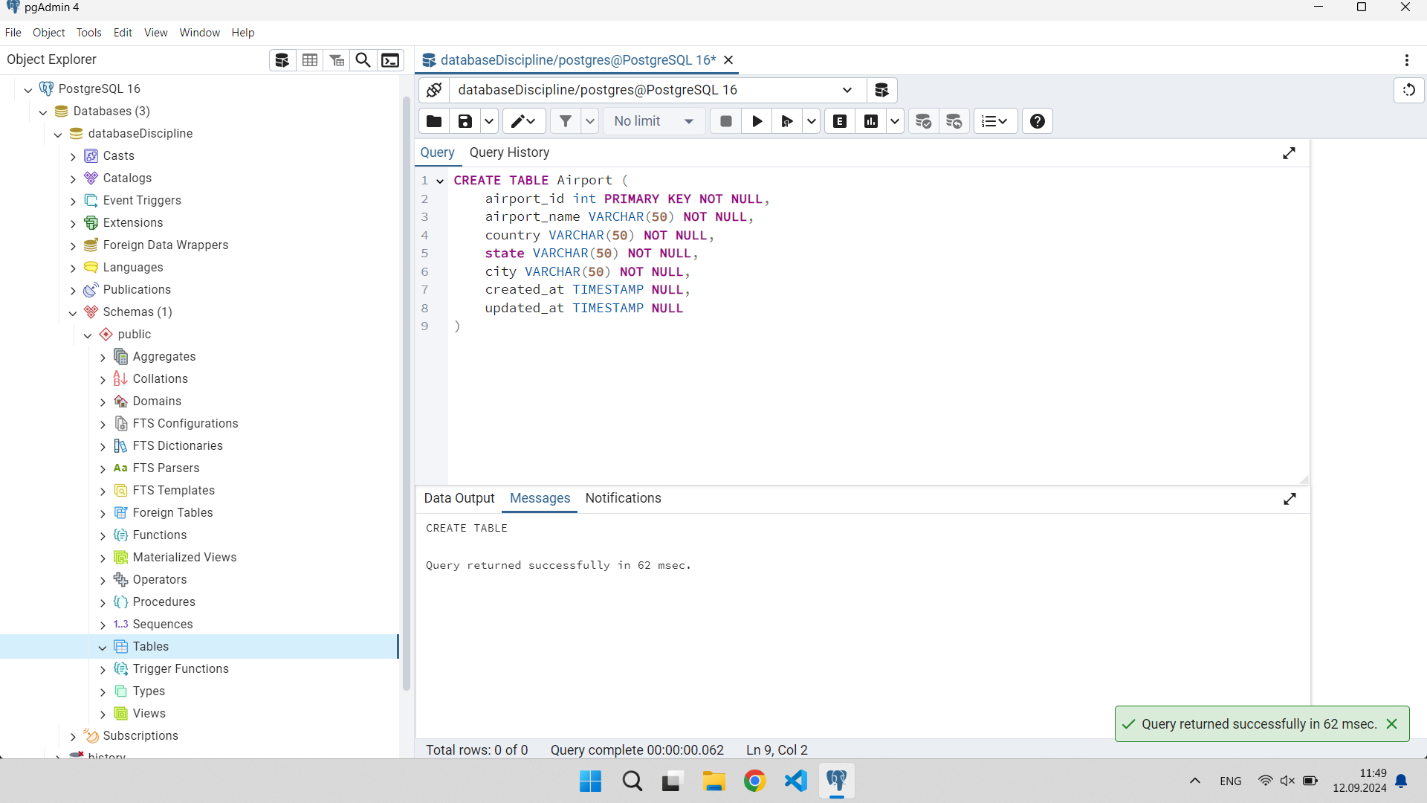 pgAdmin 4
File Object Tools Edit View Window Help
Object Explorer
PostgreSQL 16
Databases (3)
databaseDiscipline
Casts
Catalogs
Event Triggers
Extensions
Foreign Data Wrappers
Languages
Publications
Schemas (1)
public
Aggregates
Collations
Domains
FTS Configurations
FTS Dictionaries
Aa FTS Parsers
FTS Templates
Foreign Tables
Functions
Materialized Views
Operators
Procedures
1..3 Sequences
Tables
Trigger Functions
Types
Views
Subscriptions
history
databaseDiscipline/postgres@PostgreSQL 16*
databaseDiscipline/postgres@PostgreSQL 16
No limit
E
Query Query History
1 CREATE TABLE Airport (
2 airport_id int PRIMARY KEY NOT NULL,
3 airport_name VARCHAR(50) NOT NULL,
4 country VARCHAR(50) NOT NULL,
5 state VARCHAR(50) NOT NULL,
6 city VARCHAR(50) NOT NULL,
7 created_at TIMESTAMP NULL,
8 updated_at TIMESTAMP NULL
9 )
Data Output Messages Notifications
CREATE TABLE
Query returned successfully in 62 msec.
Query returned successfully in 62 msec.
Total rows: 0 of 0 Query complete 00:00:00.062 Ln 9, Col 2
ENG
11:49
12.09.2024